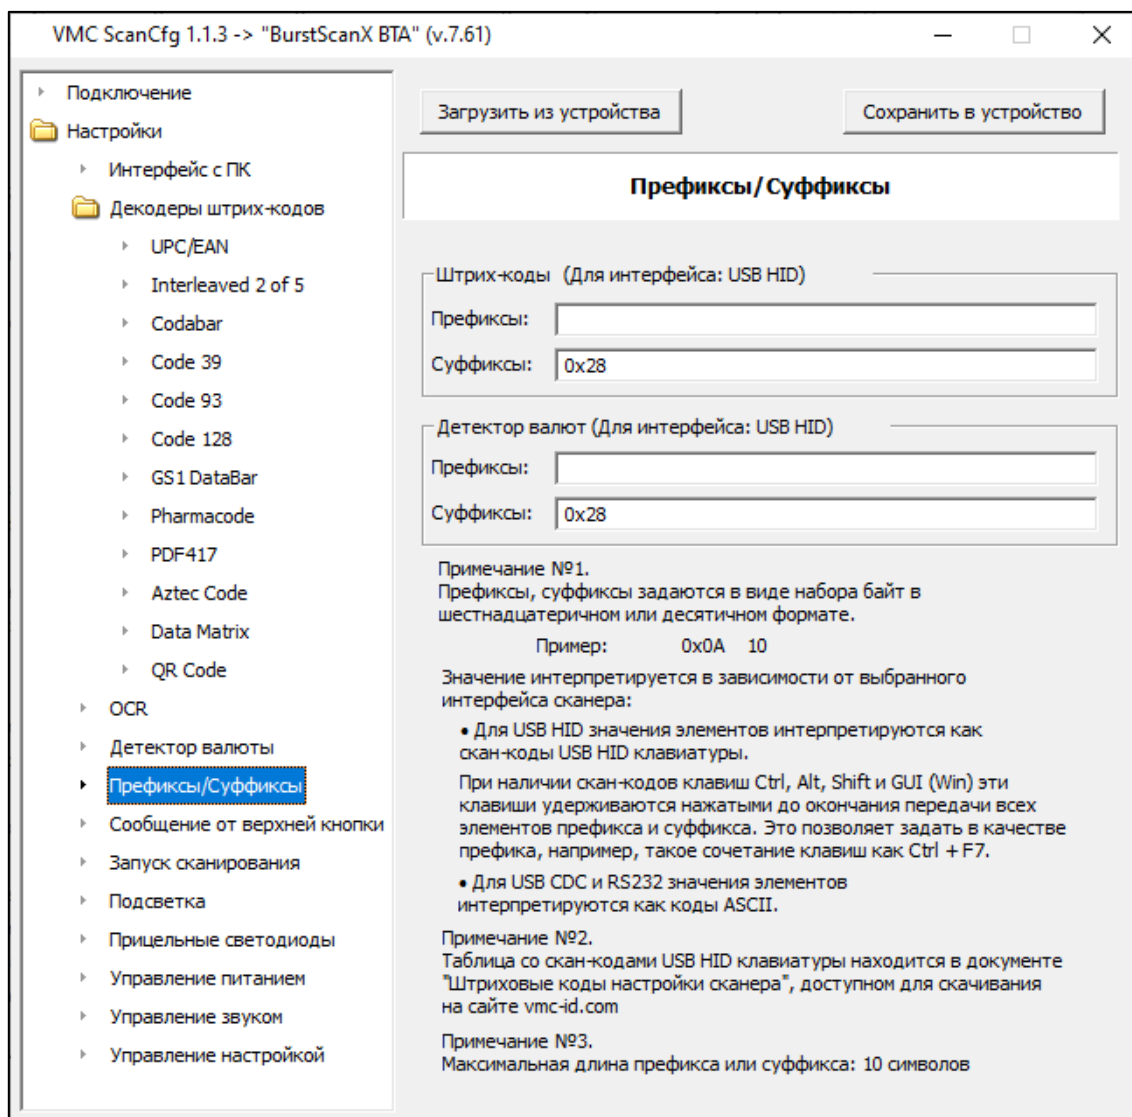 VMC ScanCfg 1.1.3 -> "BurstScanX BTA" (v.7.61)
Подключение
Настройки
Интерфейс с ПК
Декодеры штрих-кодов
UPC/EAN
Interleaved 2 of 5
Codabar
Code 39
Code 93
Code 128
GS1 DataBar
Pharmacode
PDF417
Aztec Code
Data Matrix
QR Code
OCR
Детектор валюты
Префиксы/Суффиксы
Сообщение от верхней кнопки
Запуск сканирования
Подсветка
Прицельные светодиоды
Управление питанием
Управление звуком
Управление настройкой
Загрузить из устройства
Сохранить в устройство
Префиксы/Суффиксы
Штрих-коды (Для интерфейса: USB HID)
Префиксы:
Суффиксы: 0x28
Детектор валют (Для интерфейса: USB HID)
Префиксы:
Суффиксы: 0x28
Примечание №1.
Префиксы, суффиксы задаются в виде набора байт в
шестнадцатеричном или десятичном формате.
Пример: 0x0A 10
Значение интерпретируется в зависимости от выбранного
интерфейса сканера:
• Для USB HID значения элементов интерпретируются как
скан-коды USB HID клавиатуры.
При наличии скан-кодов клавиш Ctrl, Alt, Shift и GUI (Win) эти
клавиши удерживаются нажатыми до окончания передачи всех
элементов префикса и суффикса. Это позволяет задать в качестве
префика, например, такое сочетание клавиш как Ctrl + F7.
• Для USB CDC и RS232 значения элементов
интерпретируются как коды ASCII.
Примечание №2.
Таблица со скан-кодами USB HID клавиатуры находится в документе
"Штриховые коды настройки сканера", доступном для скачивания
на сайте vmc-id.com
Примечание №3.
Максимальная длина префикса или суффикса: 10 символов